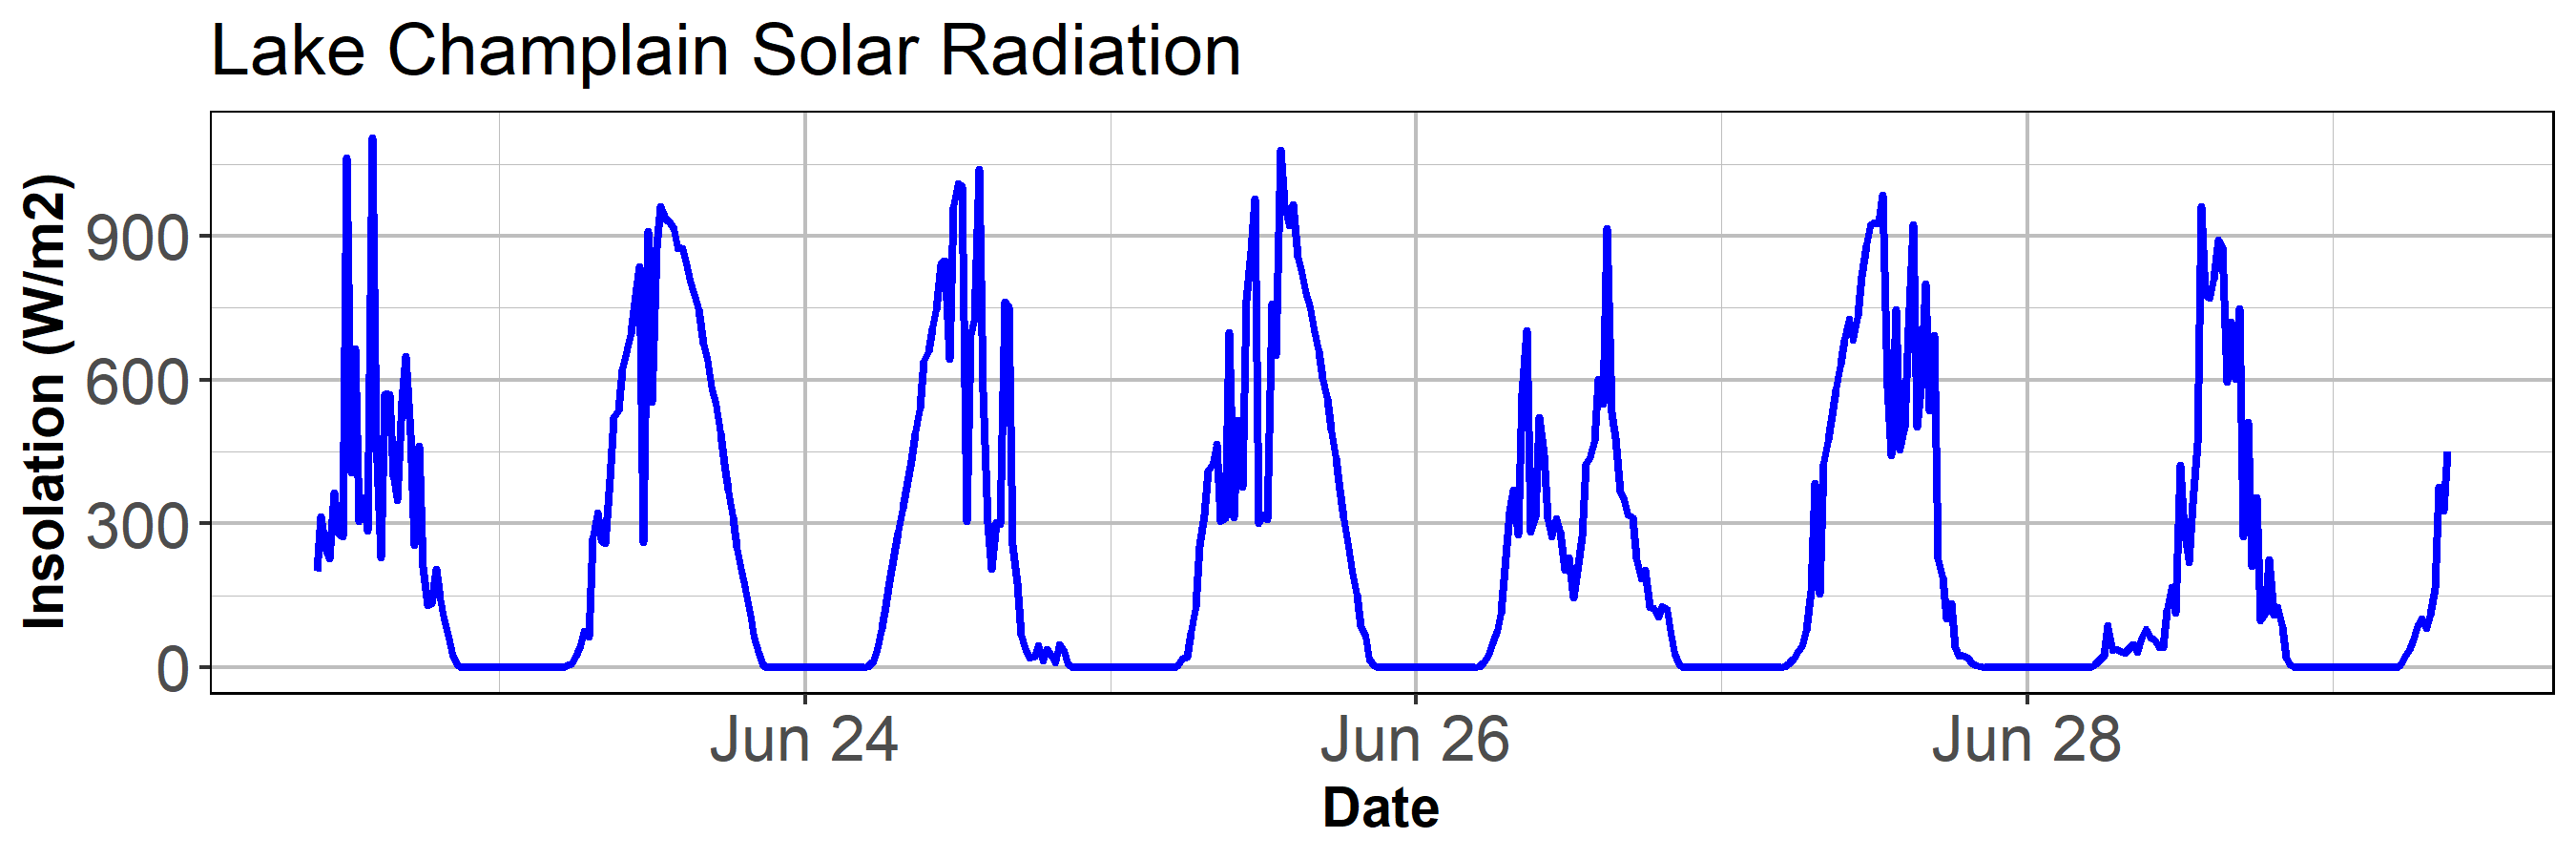 Lake Champlain Solar Radiation
Insolation (W/m2)
900
600
300
0
Jun 24 Jun 26 Jun 28
Date